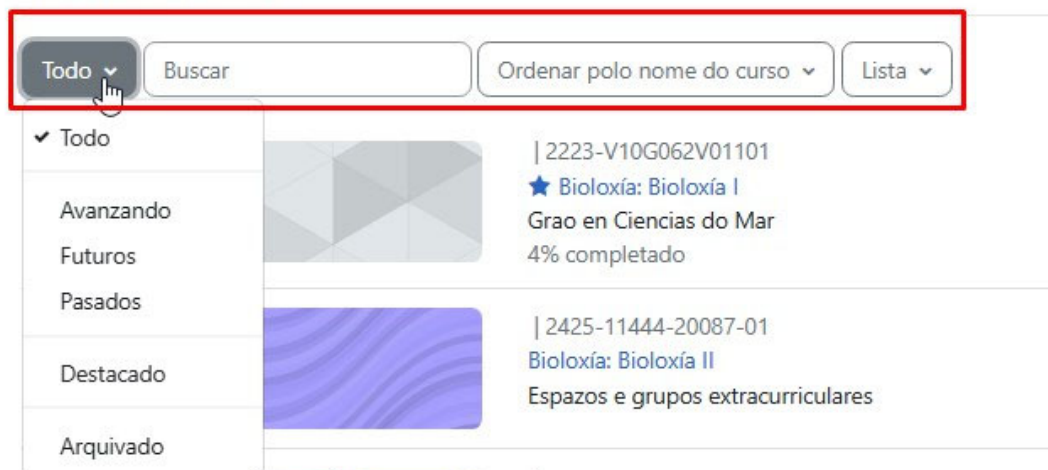 Todo
Buscar
Ordenar polo nome do curso
Lista
Todo
Avanzando
Futuros
Pasados
Destacado
Arquivado
| 2223-V10G062V01101
Bioloxía: Bioloxía I
Grao en Ciencias do Mar
4% completado
| 2425-11444-20087-01
Bioloxía: Bioloxía II
Espazos e grupos extracurriculares